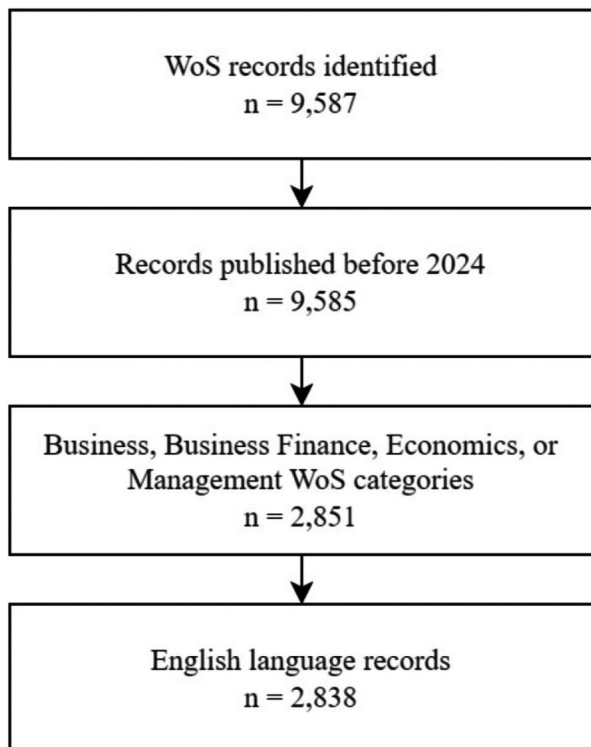 WoS records identified
n = 9,587
Records published before 2024
n = 9,585
Business, Business Finance, Economics, or
Management WoS categories
n = 2,851
English language records
n = 2,838